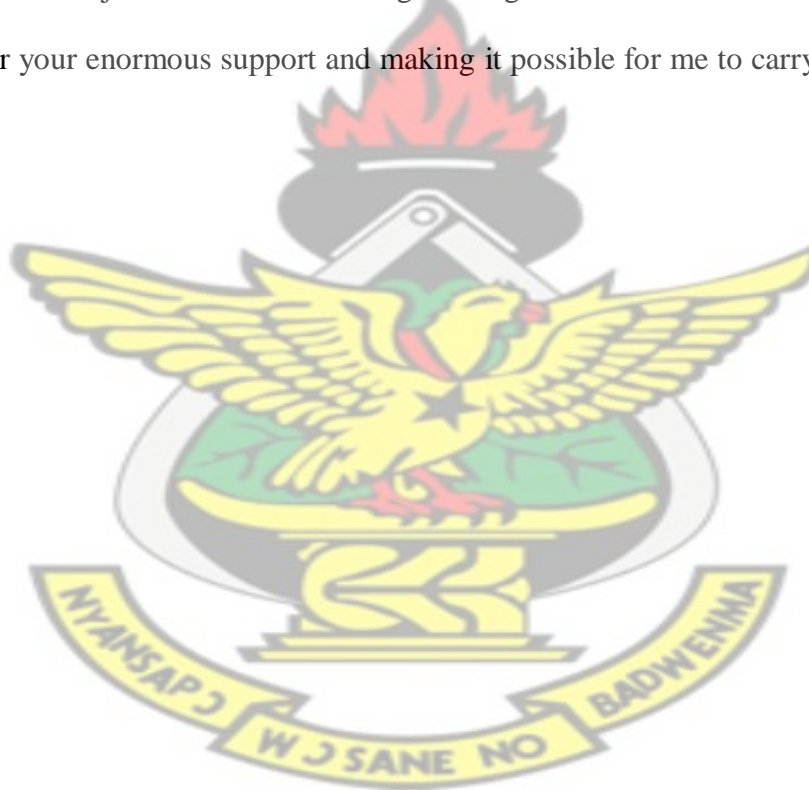 r your enormous support and making it possible for me to carry
NYANSAPƆ
WƆSANE NO
BADWENMA